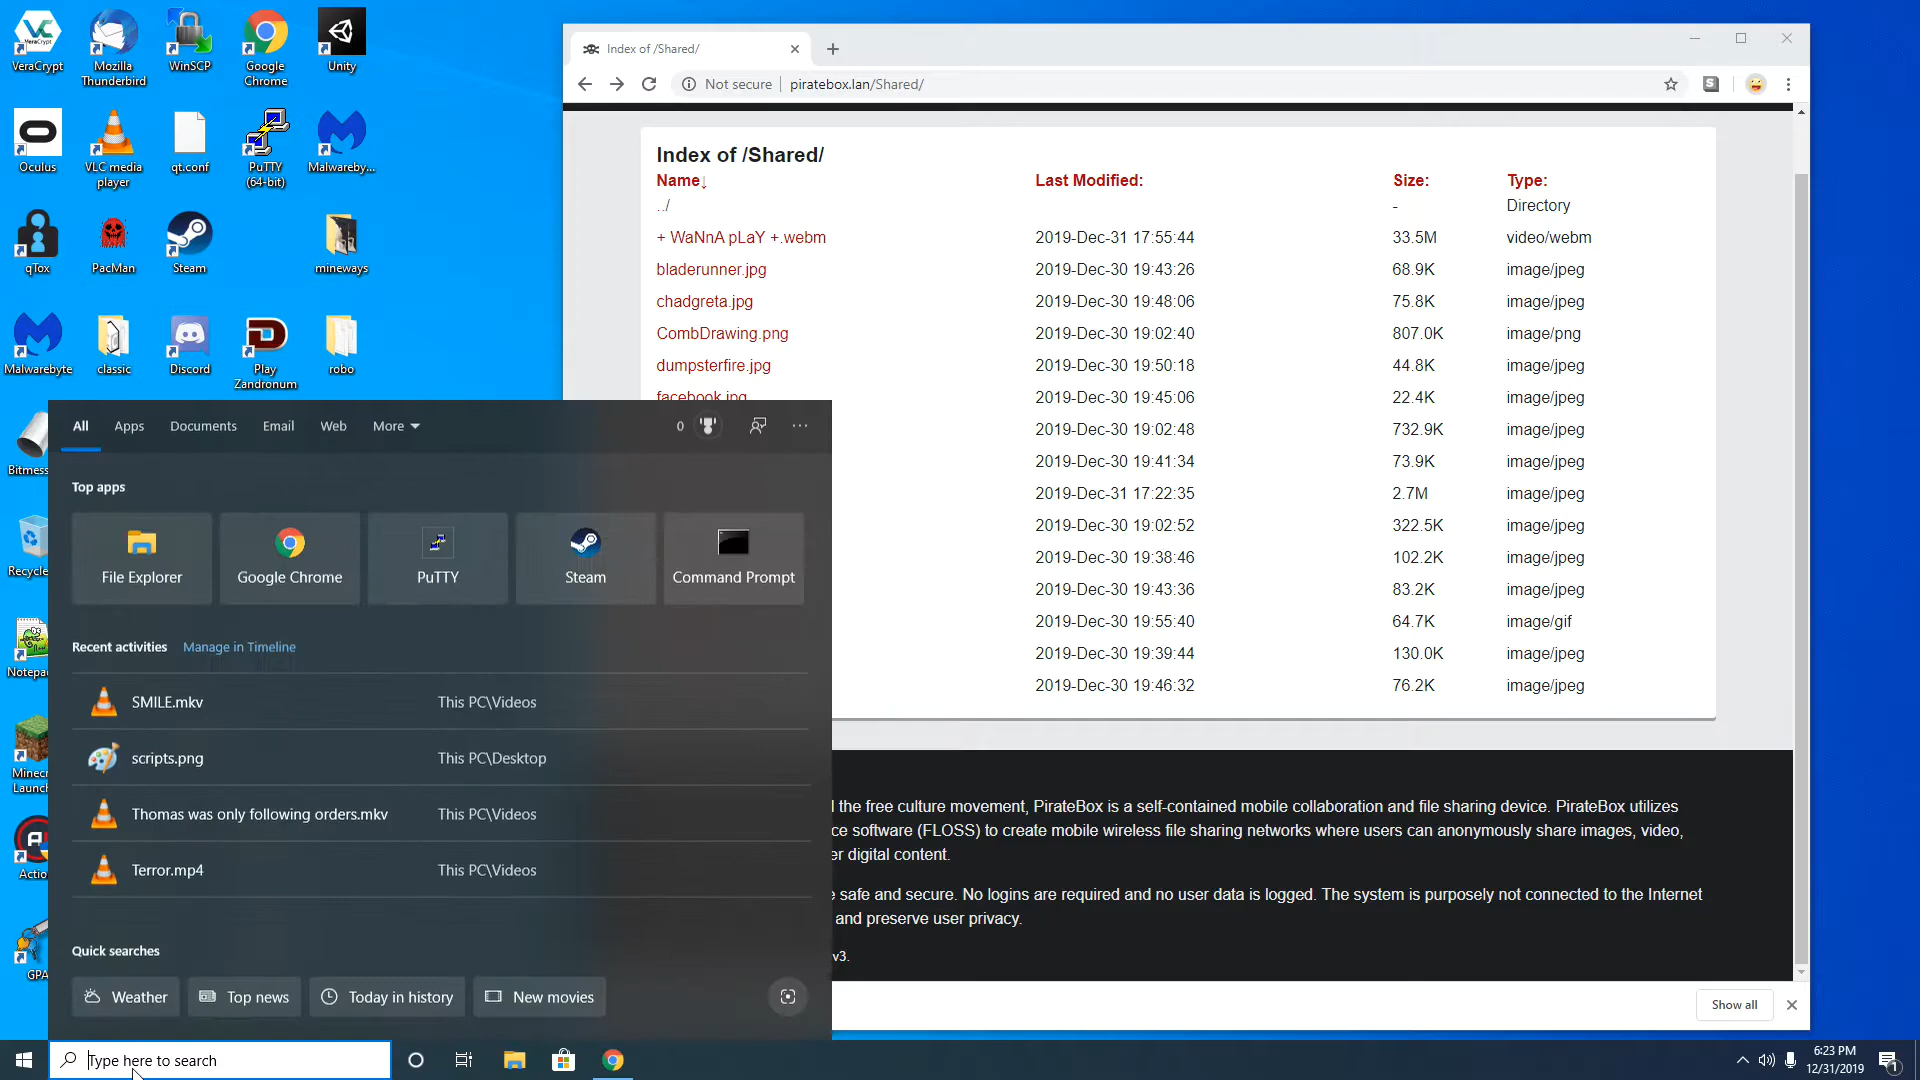 VeraCrypt
Mozilla
Thunderbird
WinSCP
Google
Chrome
Unity
Oculus
VLC media
player
qt.conf
PuTTY
(64-bit)
Malwareby...
qTox
PacMan
Steam
mineways
Malwarebyte
classic
Discord
Play
Zandronum
robo
Bitmess
Recycle
Notepa
Minecr
Launc
Actio
GPA
Index of /Shared/
Not secure
piratebox.lan/Shared/
Index of /Shared/
Name↓ Last Modified: Size: Type:
../ - Directory
+ WaNnA pLaY +.webm 2019-Dec-31 17:55:44 33.5M video/webm
bladerunner.jpg 2019-Dec-30 19:43:26 68.9K image/jpeg
chadgreta.jpg 2019-Dec-30 19:48:06 75.8K image/jpeg
CombDrawing.png 2019-Dec-30 19:02:40 807.0K image/png
dumpsterfire.jpg 2019-Dec-30 19:50:18 44.8K image/jpeg
facebook.jpg 2019-Dec-30 19:45:06 22.4K image/jpeg
2019-Dec-30 19:02:48 732.9K image/jpeg
2019-Dec-30 19:41:34 73.9K image/jpeg
2019-Dec-31 17:22:35 2.7M image/jpeg
2019-Dec-30 19:02:52 322.5K image/jpeg
2019-Dec-30 19:38:46 102.2K image/jpeg
2019-Dec-30 19:43:36 83.2K image/jpeg
2019-Dec-30 19:55:40 64.7K image/gif
2019-Dec-30 19:39:44 130.0K image/jpeg
2019-Dec-30 19:46:32 76.2K image/jpeg
the free culture movement, PirateBox is a self-contained mobile collaboration and file sharing device. PirateBox utilizes
ce software (FLOSS) to create mobile wireless file sharing networks where users can anonymously share images, video,
er digital content.
e safe and secure. No logins are required and no user data is logged. The system is purposely not connected to the Internet
and preserve user privacy.
v3.
Show all
All Apps Documents Email Web More 0
Top apps
File Explorer
Google Chrome
PuTTY
Steam
Command Prompt
Recent activities Manage in Timeline
SMILE.mkv This PC\Videos
scripts.png This PC\Desktop
Thomas was only following orders.mkv This PC\Videos
Terror.mp4 This PC\Videos
Quick searches
Weather
Top news
Today in history
New movies
Type here to search
6:23 PM
12/31/2019
1